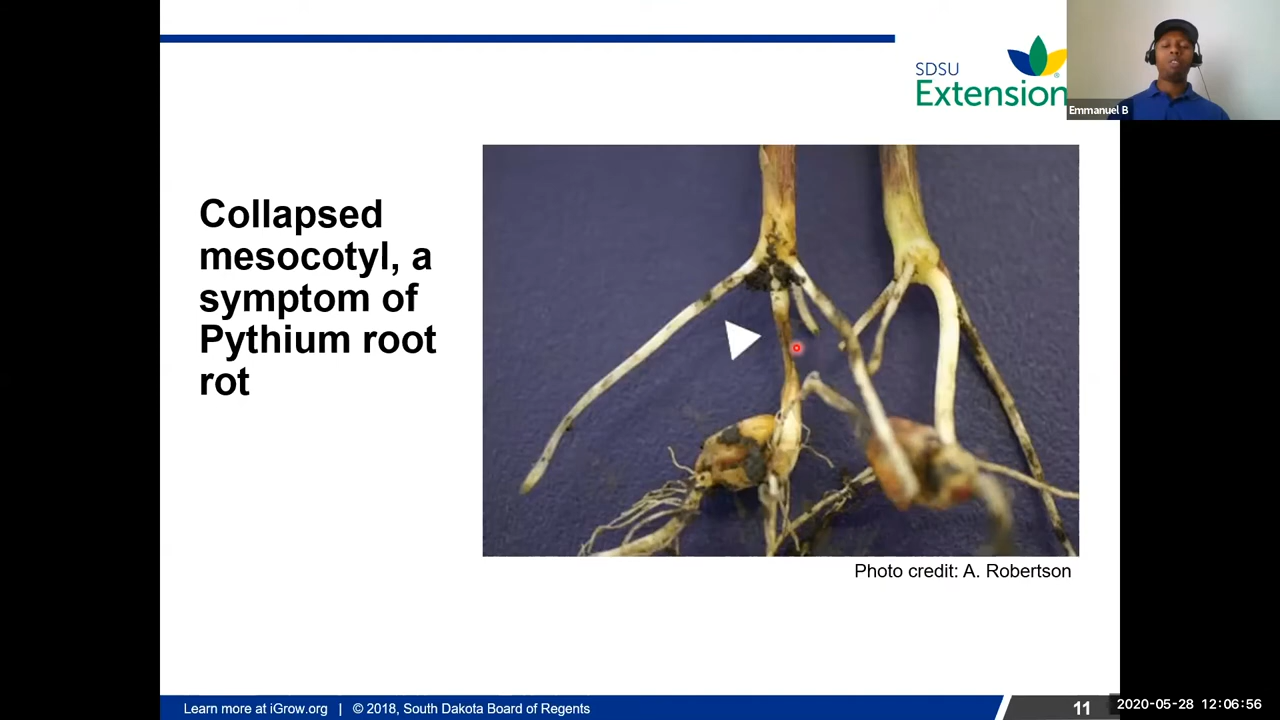 SDSU
Extension
®
Emmanuel B
Collapsed
mesocotyl, a
symptom of
Pythium root
rot
Photo credit: A. Robertson
Learn more at iGrow.org | © 2018, South Dakota Board of Regents
11
2020-05-28 12:06:56